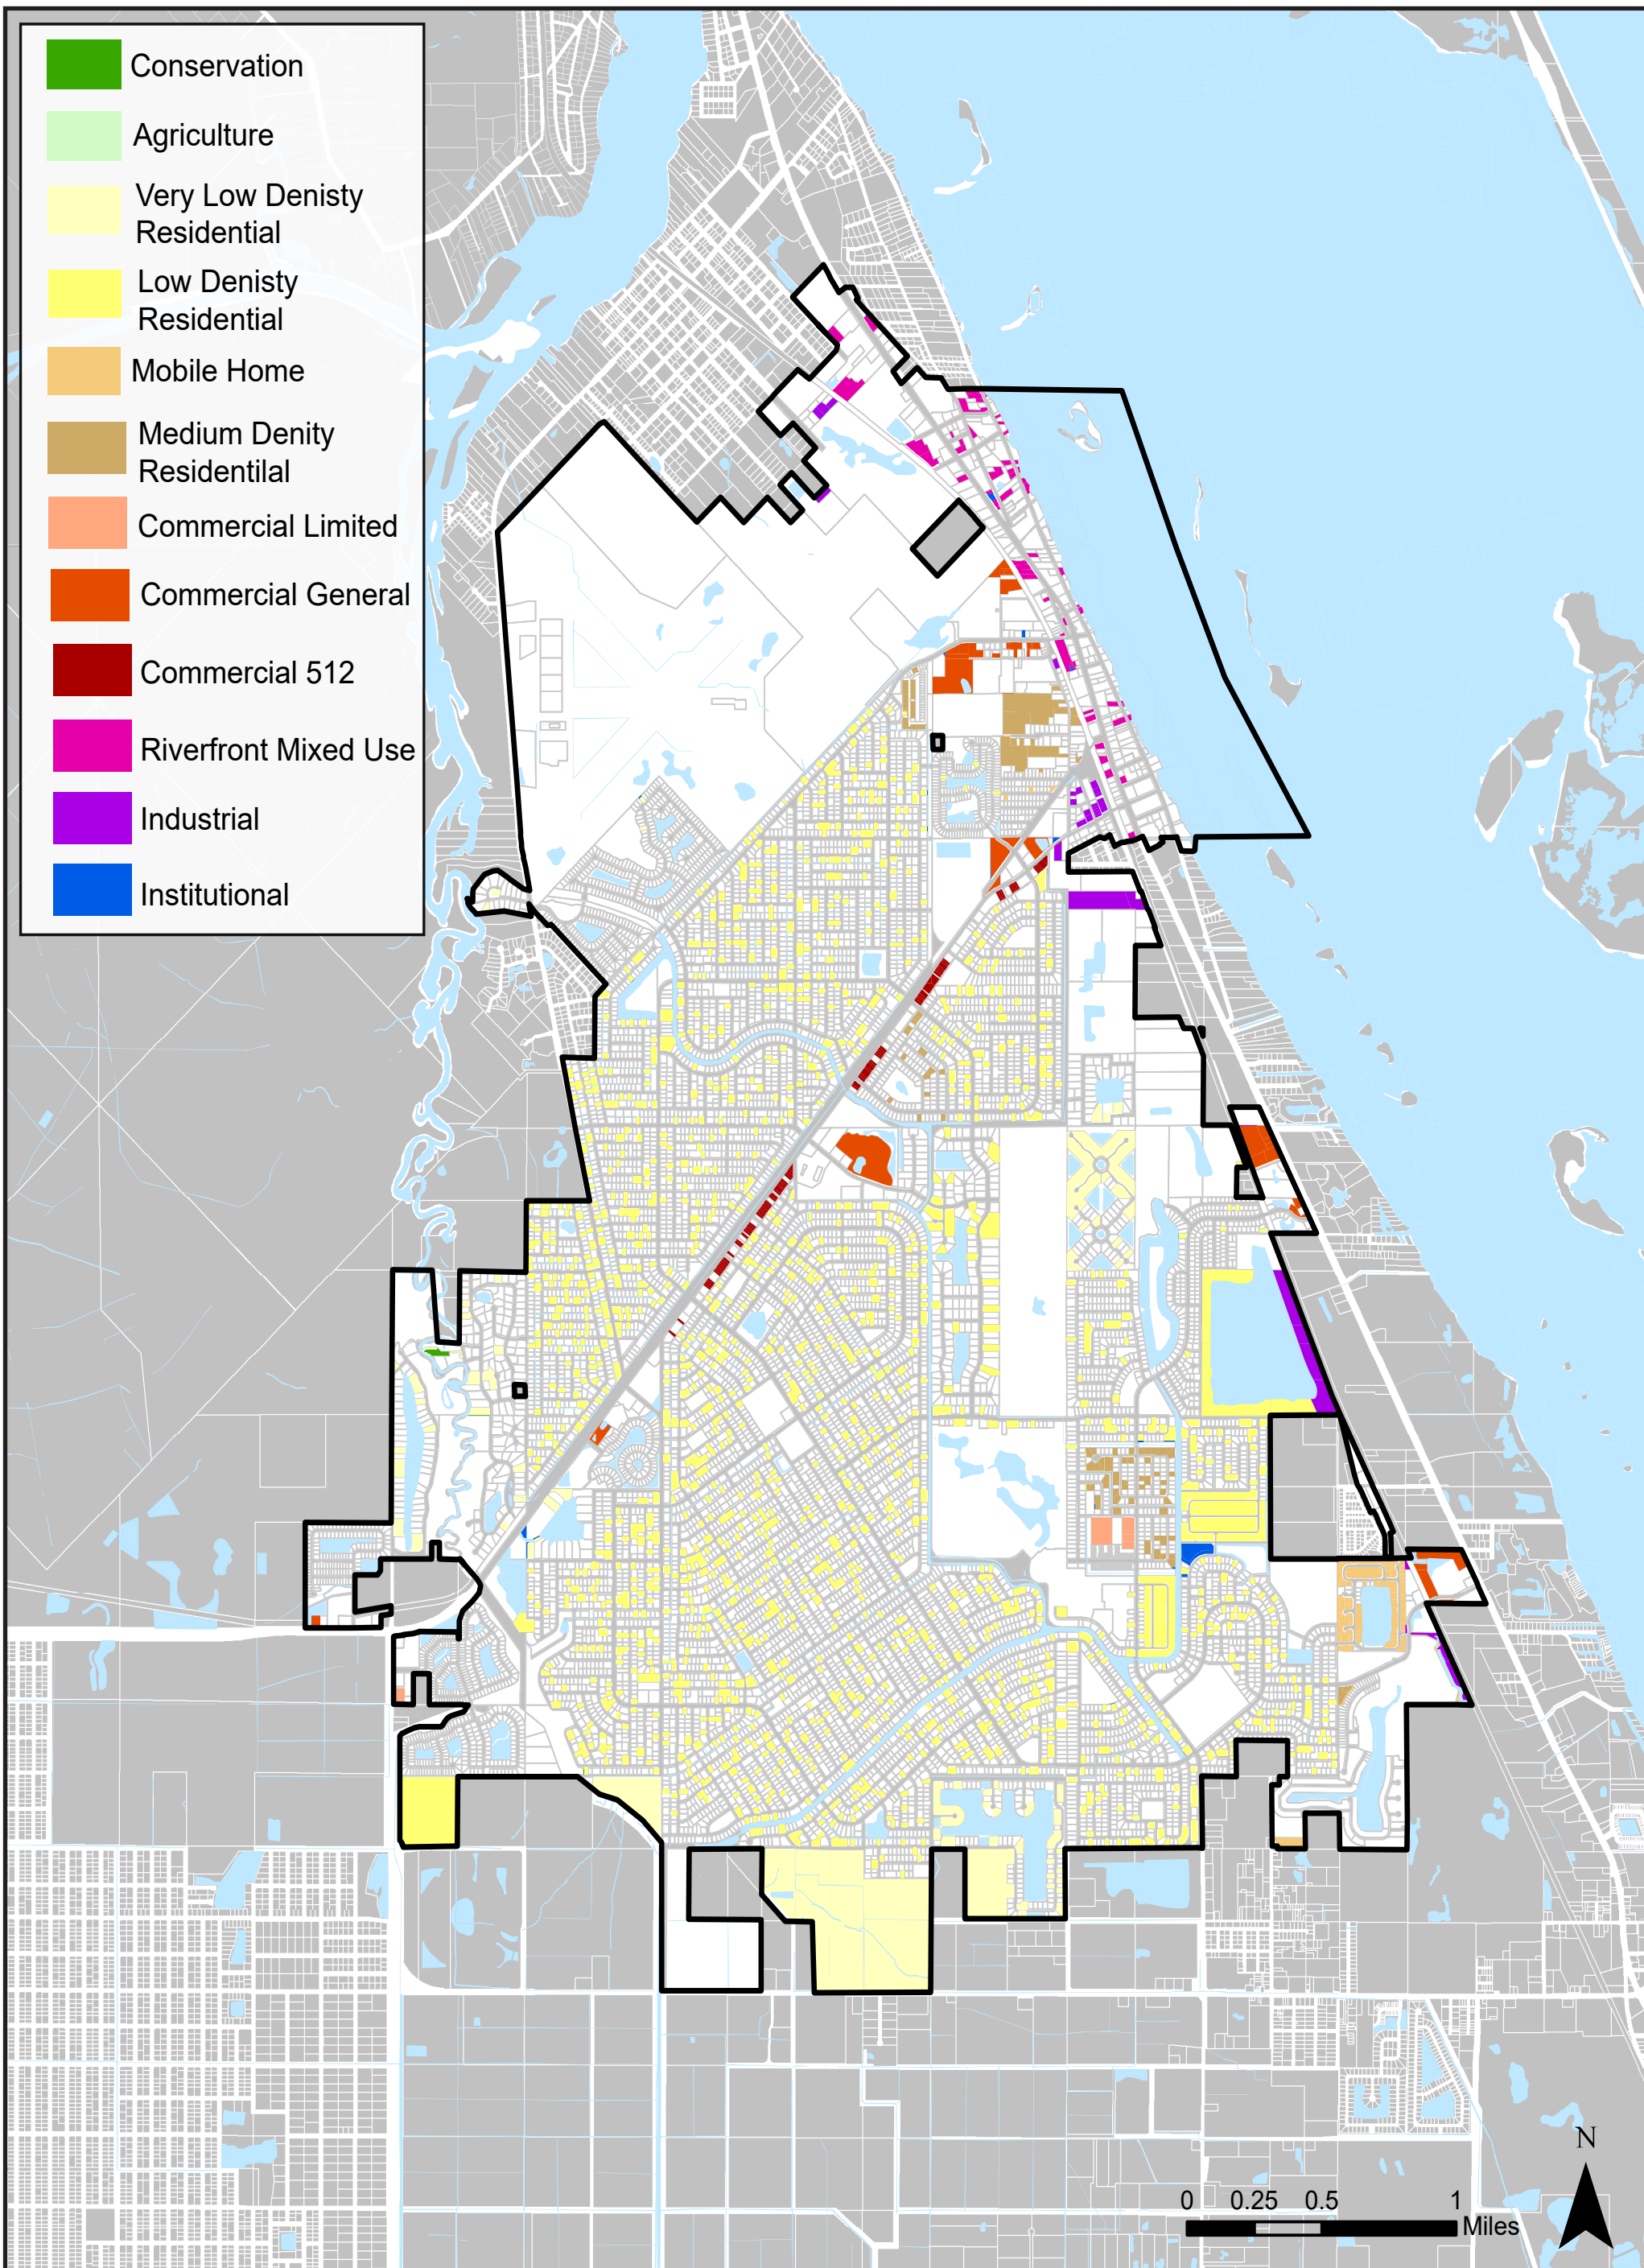 Conservation
Agriculture
Very Low Denisty
Residential
Low Denisty
Residential
Mobile Home
Medium Denity
Residentilal
Commercial Limited
Commercial General
Commercial 512
Riverfront Mixed Use
Industrial
Institutional
N
0 0.25 0.5 1
Miles